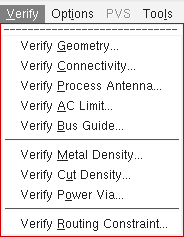 Verify Options PVS Tools
Verify Geometry...
Verify Connectivity...
Verify Process Antenna...
Verify AC Limit...
Verify Bus Guide...
Verify Metal Density...
Verify Cut Density...
Verify Power Via...
Verify Routing Constraint...